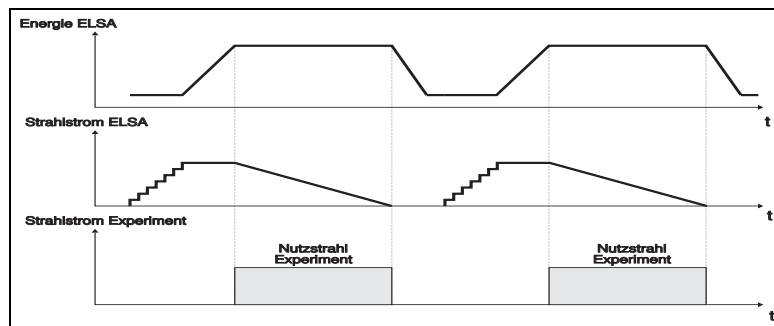 Energie ELSA
t
Strahlstrom ELSA
t
Strahlstrom Experiment
Nutzstrahl
Experiment
Nutzstrahl
Experiment
t